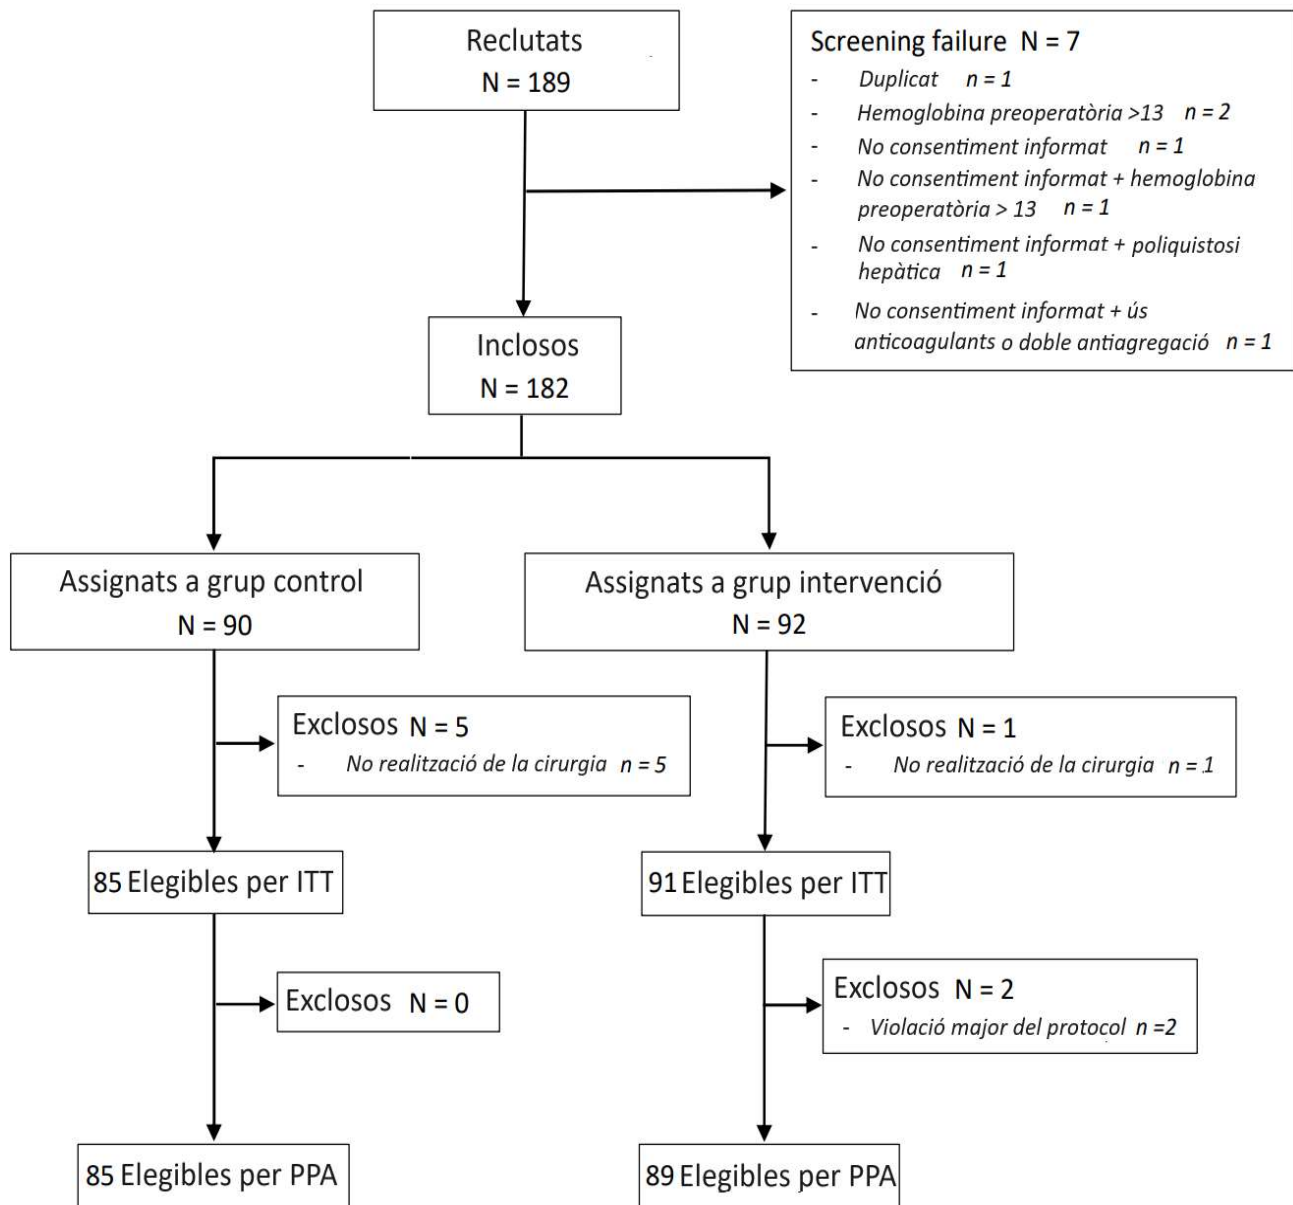 Reclutats
N = 189
Screening failure N = 7
- Duplicat n = 1
- Hemoglobina preoperatòria >13 n = 2
- No consentiment informat n = 1
- No consentiment informat + hemoglobina
preoperatòria > 13 n = 1
- No consentiment informat + poliquistosi
hepàtica n = 1
- No consentiment informat + ús
anticoagulants o doble antiagregació n = 1
Inclosos
N = 182
Assignats a grup control
N = 90
Assignats a grup intervenció
N = 92
Exclosos N = 5
- No realització de la cirurgia n = 5
Exclosos N = 1
- No realització de la cirurgia n = 1
85 Elegibles per ITT
91 Elegibles per ITT
Exclosos N = 0
Exclosos N = 2
- Violació major del protocol n =2
85 Elegibles per PPA
89 Elegibles per PPA